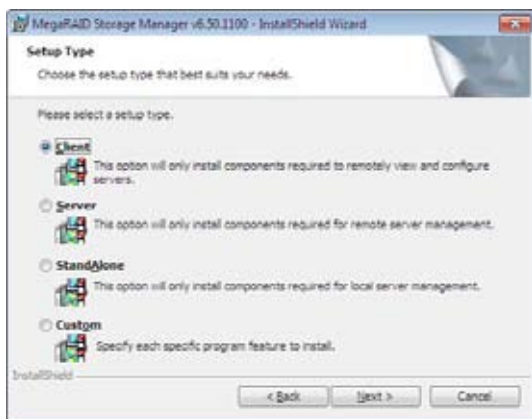 MegaRAID Storage Manager v6.50.1100 - InstallShield Wizard
Setup Type
Choose the setup type that best suits your needs.
Please select a setup type.
Client
This option will only install components required to remotely view and configure
servers.
Server
This option will only install components required for remote server management.
StandAlone
This option will only install components required for local server management.
Custom
Specify each specific program feature to install.
InstallShield
< Back
Next >
Cancel